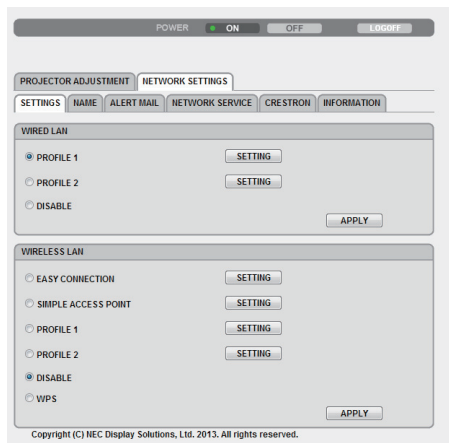 POWER ON OFF LOGOFF
PROJECTOR ADJUSTMENT NETWORK SETTINGS
SETTINGS NAME ALERT MAIL NETWORK SERVICE CRESTRON INFORMATION
WIRED LAN
PROFILE 1 SETTING
PROFILE 2 SETTING
DISABLE
APPLY
WIRELESS LAN
EASY CONNECTION SETTING
SIMPLE ACCESS POINT SETTING
PROFILE 1 SETTING
PROFILE 2 SETTING
DISABLE
WPS
APPLY
Copyright (C) NEC Display Solutions, Ltd. 2013. All rights reserved.